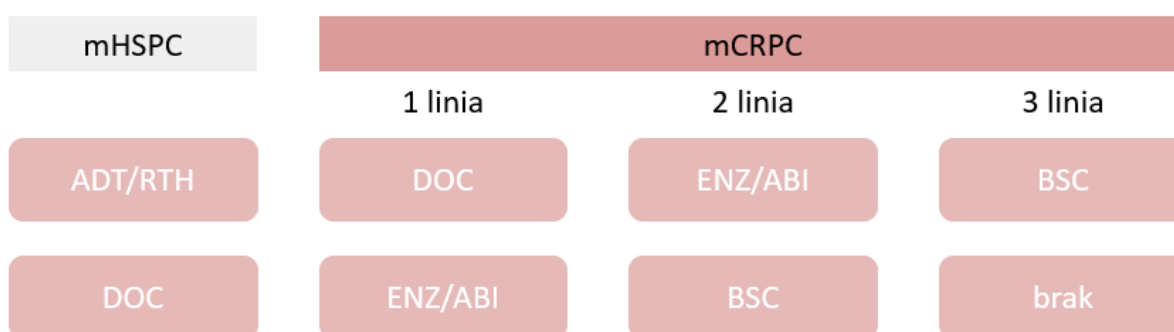 mHSPC mCRPC
1 linia 2 linia 3 linia
ADT/RTH DOC ENZ/ABI BSC
DOC ENZ/ABI BSC brak